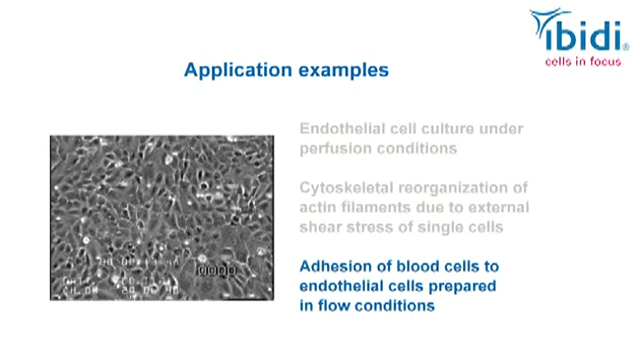 ibidi®
cells in focus
Application examples
Endothelial cell culture under
perfusion conditions
Cytoskeletal reorganization of
actin filaments due to external
shear stress of single cells
Adhesion of blood cells to
endothelial cells prepared
in flow conditions